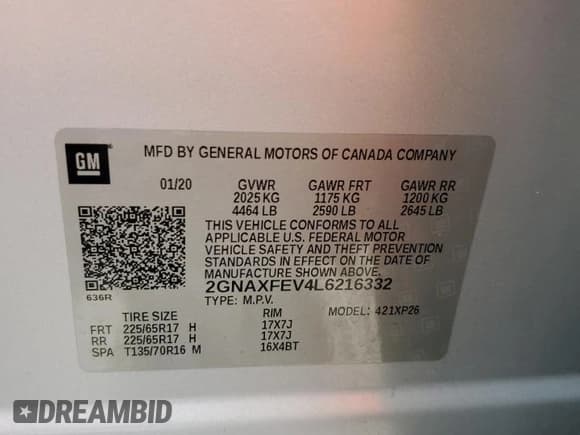 GM
MFD BY GENERAL MOTORS OF CANADA COMPANY
01/20 GVWR GAWR FRT GAWR RR
2025 KG 1175 KG 1200 KG
4464 LB 2590 LB 2645 LB
THIS VEHICLE CONFORMS TO ALL
APPLICABLE U.S. FEDERAL MOTOR
VEHICLE SAFETY AND THEFT PREVENTION
STANDARDS IN EFFECT ON THE DATE OF
MANUFACTURE SHOWN ABOVE.
2GNAXFEV4L6216332
636R
TYPE: M.P.V. MODEL: 421XP26
TIRE SIZE RIM
FRT 225/65R17 H 17X7J
RR 225/65R17 H 17X7J
SPA T135/70R16 M 16X4BT
DREAMBID